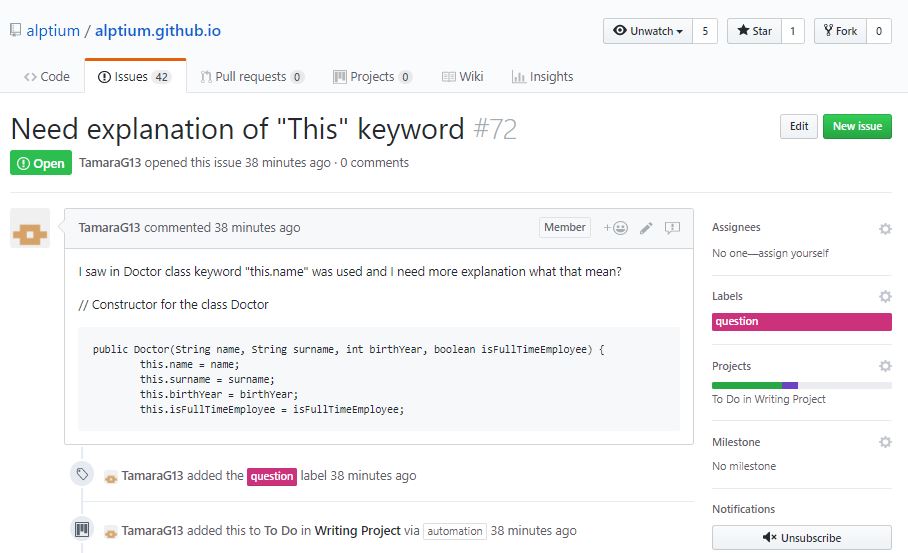 alptium / alptium.github.io
Unwatch 5 Star 1 Fork 0
Code Issues 42 Pull requests 0 Projects 0 Wiki Insights
Need explanation of "This" keyword #72
Edit New issue
Open TamaraG13 opened this issue 38 minutes ago · 0 comments
TamaraG13 commented 38 minutes ago Member
I saw in Doctor class keyword "this.name" was used and I need more explanation what that mean?
// Constructor for the class Doctor
public Doctor(String name, String surname, int birthYear, boolean isFullTimeEmployee) {
this.name = name;
this.surname = surname;
this.birthYear = birthYear;
this.isFullTimeEmployee = isFullTimeEmployee;
TamaraG13 added the question label 38 minutes ago
TamaraG13 added this to To Do in Writing Project via automation 38 minutes ago
Assignees
No one—assign yourself
Labels
question
Projects
To Do in Writing Project
Milestone
No milestone
Notifications
Unsubscribe